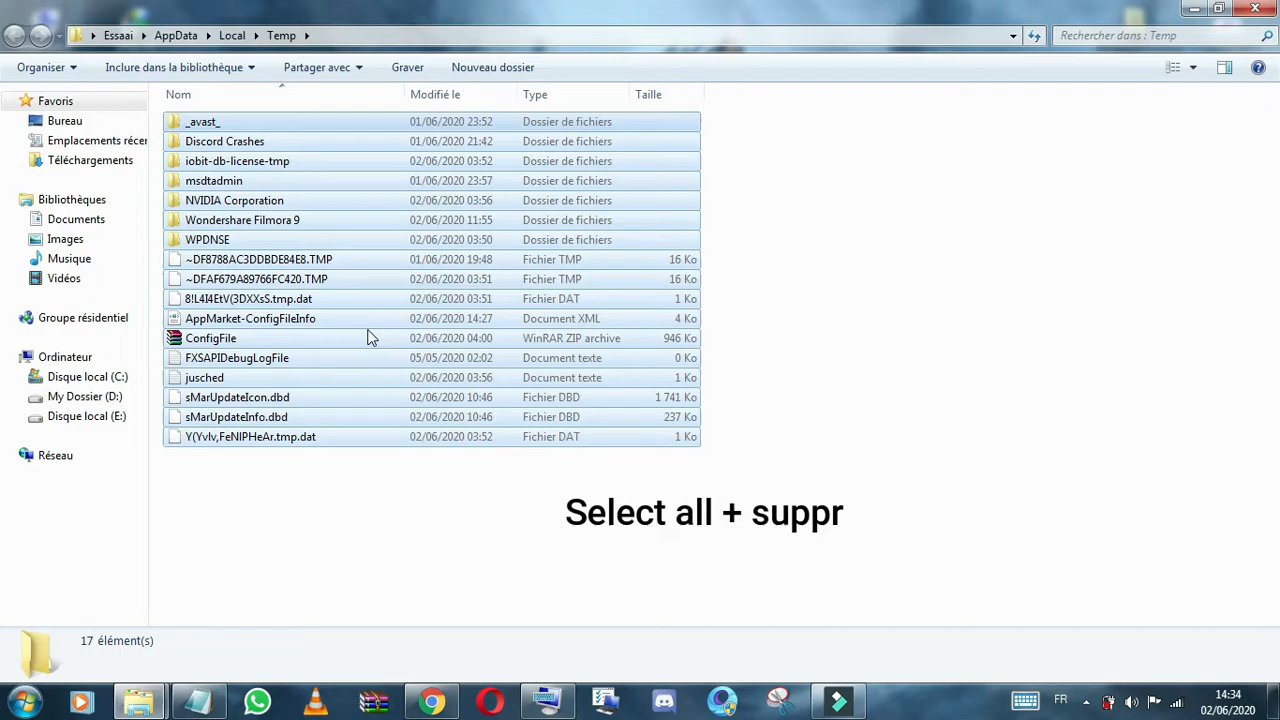 Essaai
AppData
Local
Temp
Rechercher dans : Temp
Organiser
Inclure dans la bibliothèque
Partager avec
Graver
Nouveau dossier
Favoris
Bureau
Emplacements récer
Téléchargements
Bibliothèques
Documents
Images
Musique
Vidéos
Groupe résidentiel
Ordinateur
Disque local (C:)
My Dossier (D:)
Disque local (E:)
Réseau
Nom Modifié le Type Taille
_avast_ 01/06/2020 23:52 Dossier de fichiers
Discord Crashes 01/06/2020 21:42 Dossier de fichiers
iobit-db-license-tmp 02/06/2020 03:52 Dossier de fichiers
msdtadmin 01/06/2020 23:57 Dossier de fichiers
NVIDIA Corporation 02/06/2020 03:56 Dossier de fichiers
Wondershare Filmora 9 02/06/2020 11:55 Dossier de fichiers
WPDNSE 02/06/2020 03:50 Dossier de fichiers
~DF8788AC3DDBDE84E8.TMP 01/06/2020 19:48 Fichier TMP 16 Ko
~DFAF679A89766FC420.TMP 02/06/2020 03:51 Fichier TMP 16 Ko
8!L4I4EtV(3DXXsS.tmp.dat 02/06/2020 03:51 Fichier DAT 1 Ko
AppMarket-ConfigFileInfo 02/06/2020 14:27 Document XML 4 Ko
ConfigFile 02/06/2020 04:00 WinRAR ZIP archive 946 Ko
FXSAPIDebugLogFile 05/05/2020 02:02 Document texte 0 Ko
jusched 02/06/2020 03:56 Document texte 1 Ko
sMarUpdateIcon.dbd 02/06/2020 10:46 Fichier DBD 1 741 Ko
sMarUpdateInfo.dbd 02/06/2020 10:46 Fichier DBD 237 Ko
Y(Yvlv,FeNIPHeAr.tmp.dat 02/06/2020 03:52 Fichier DAT 1 Ko
Select all + suppr
17 élément(s)
FR
14:34
02/06/2020